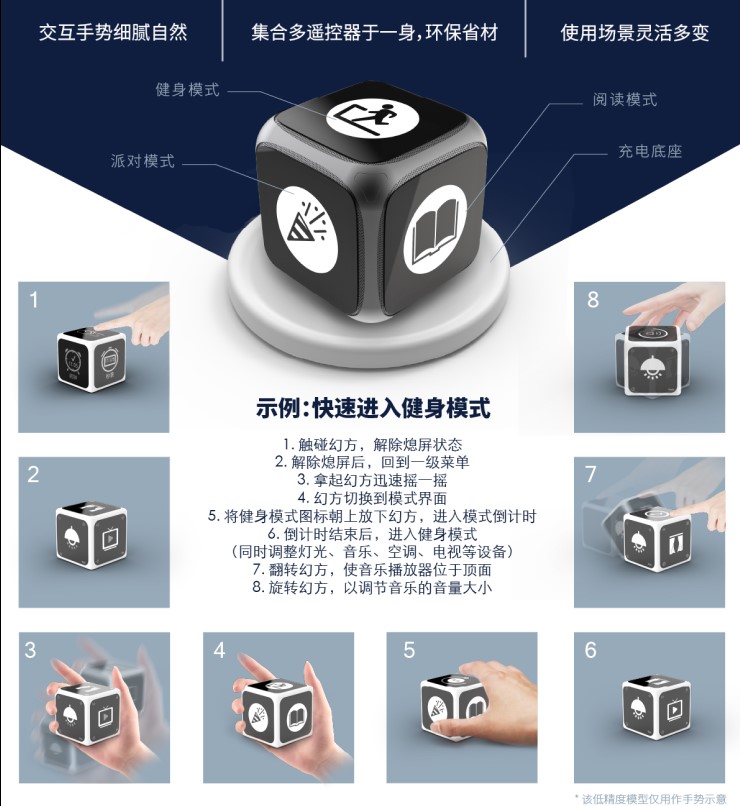 交互手势细腻自然
集合多遥控器于一身，环保省材
使用场景灵活多变
健身模式
阅读模式
派对模式
充电底座
1
8
示例：快速进入健身模式
1. 触碰幻方，解除熄屏状态
2. 解除熄屏后，回到一级菜单
3. 拿起幻方迅速摇一摇
4. 幻方切换到模式界面
5. 将健身模式图标朝上放下幻方，进入模式倒计时
6. 倒计时结束后，进入健身模式
（同时调整灯光、音乐、空调、电视等设备）
7. 翻转幻方，使音乐播放器位于顶面
8. 旋转幻方，以调节音乐的音量大小
2
7
3
4
5
6
* 该低精度模型仅用作手势示意